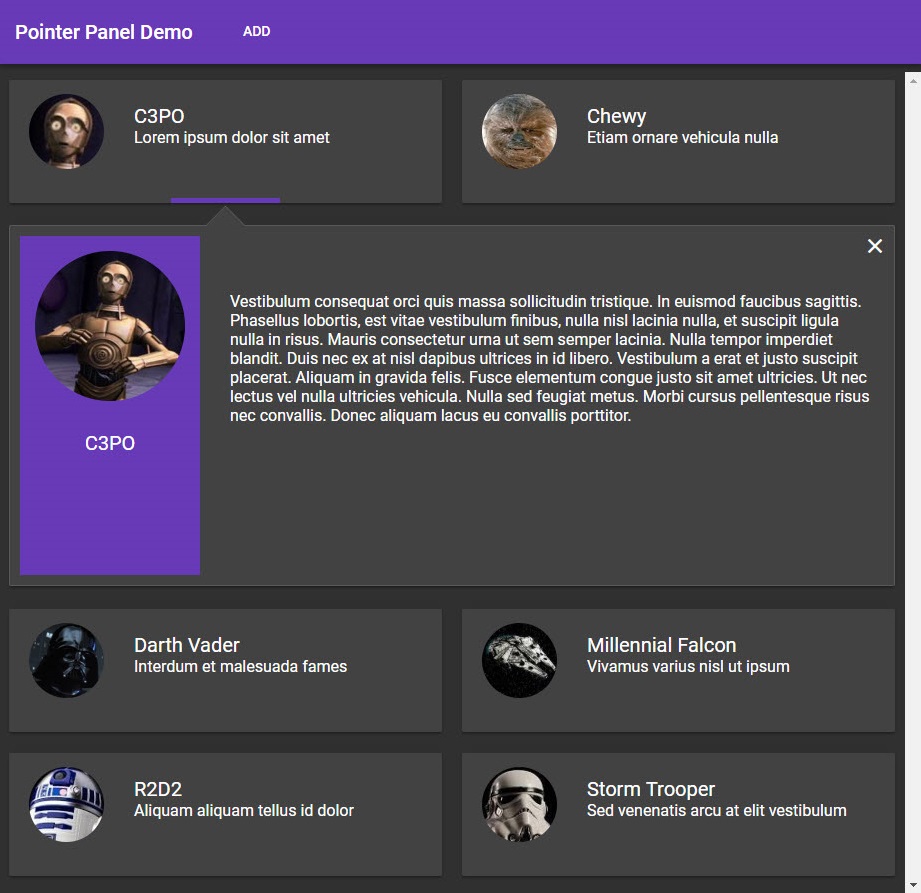 Pointer Panel Demo
ADD
C3PO
Lorem ipsum dolor sit amet
Chewy
Etiam ornare vehicula nulla
C3PO
Vestibulum consequat orci quis massa sollicitudin tristique. In euismod faucibus sagittis.
Phasellus lobortis, est vitae vestibulum finibus, nulla nisl lacinia nulla, et suscipit ligula
nulla in risus. Mauris consectetur urna ut sem semper lacinia. Nulla tempor imperdiet
blandit. Duis nec ex at nisl dapibus ultrices in id libero. Vestibulum a erat et justo suscipit
placerat. Aliquam in gravida felis. Fusce elementum congue justo sit amet ultricies. Ut nec
lectus vel nulla ultricies vehicula. Nulla sed feugiat metus. Morbi cursus pellentesque risus
nec convallis. Donec aliquam lacus eu convallis porttitor.
Darth Vader
Interdum et malesuada fames
Millennial Falcon
Vivamus varius nisl ut ipsum
R2D2
Aliquam aliquam tellus id dolor
Storm Trooper
Sed venenatis arcu at elit vestibulum